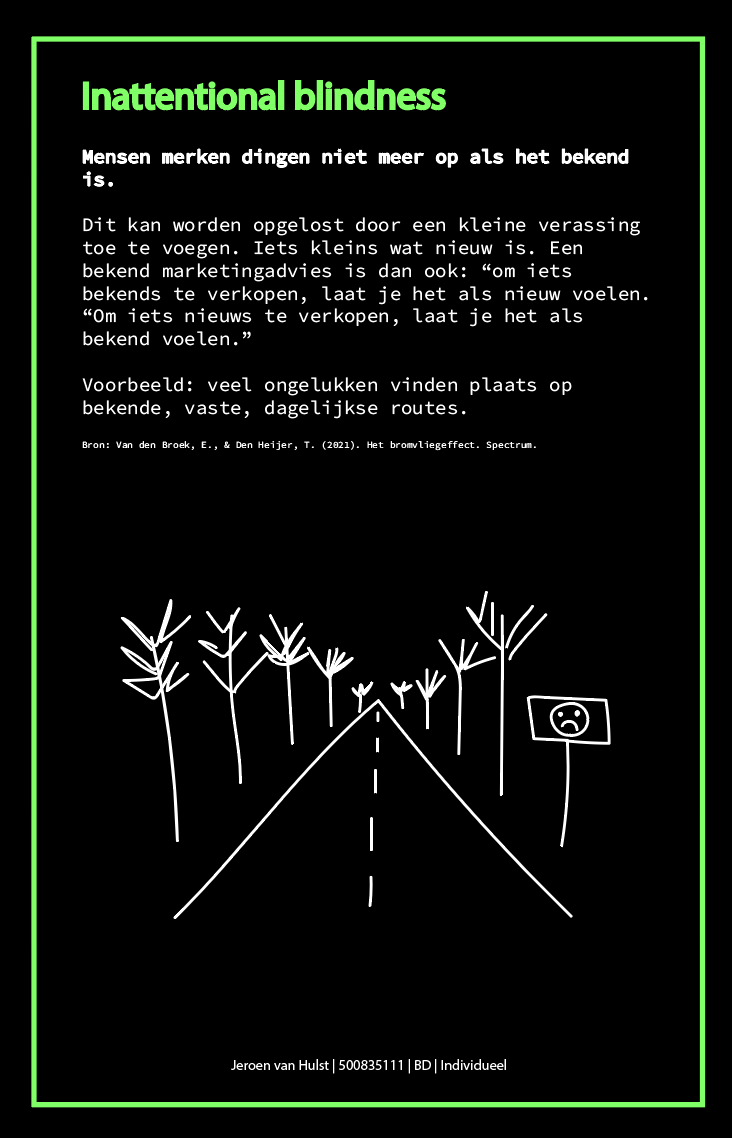 Inattentional blindness
Mensen merken dingen niet meer op als het bekend
is.
Dit kan worden opgelost door een kleine verassing
toe te voegen. Iets kleins wat nieuw is. Een
bekend marketingadvies is dan ook: “om iets
bekends te verkopen, laat je het als nieuw voelen.
“Om iets nieuws te verkopen, laat je het als
bekend voelen.”
Voorbeeld: veel ongelukken vinden plaats op
bekende, vaste, dagelijkse routes.
Bron: Van den Broek, E., & Den Heijer, T. (2021). Het bromvliegeffect. Spectrum.
Jeroen van Hulst | 500835111 | BD | Individueel